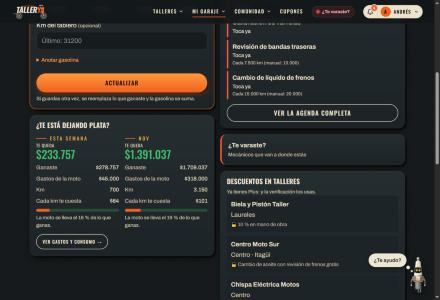 TALLER
TALLERES
MI GARAJE
COMUNIDAD
CUPONES
¿Te varaste?
ANDRÉS
Km del tablero (opcional)
Último: 31200
Anotar gasolina
ACTUALIZAR
Si guardas otra vez, se reemplaza lo que ganaste y la gasolina se suma.
¿TE ESTÁ DEJANDO PLATA?
ESTA SEMANA
TE QUEDA
$233.757
Ganaste $278.757
Gastos de la moto
Km 700
Cada km te cuesta
La moto se lleva el 16 % de lo que ganas.
TE QUEDA
$1.391.037
Ganaste $1.709.037
Gastos de la moto $318.000
Km 3.150
Cada km te cuesta $101
La moto se lleva el 19 % de lo que ganas.
VER GASTOS Y CONSUMO →
Toca ya
Revisión de bandas traseras
Toca ya
Cada 7.500 km (manual: 10.000)
Cambio de líquido de frenos
Toca ya
Cada 15.000 km (manual: 20.000)
VER LA AGENDA COMPLETA
¿Te varaste?
Mecánicos que van a donde estás
DESCUENTOS EN TALLERES
Ya tienes Plus: y la verificación los usas.
Biela y Pistón Taller
Laureles
10 % en mano de obra
Centro Moto Sur
Centro · Itagüí
Cambio de aceite con revisión de frenos gratis
Chispa Eléctrica Motos
Centro
¿Te ayudo?